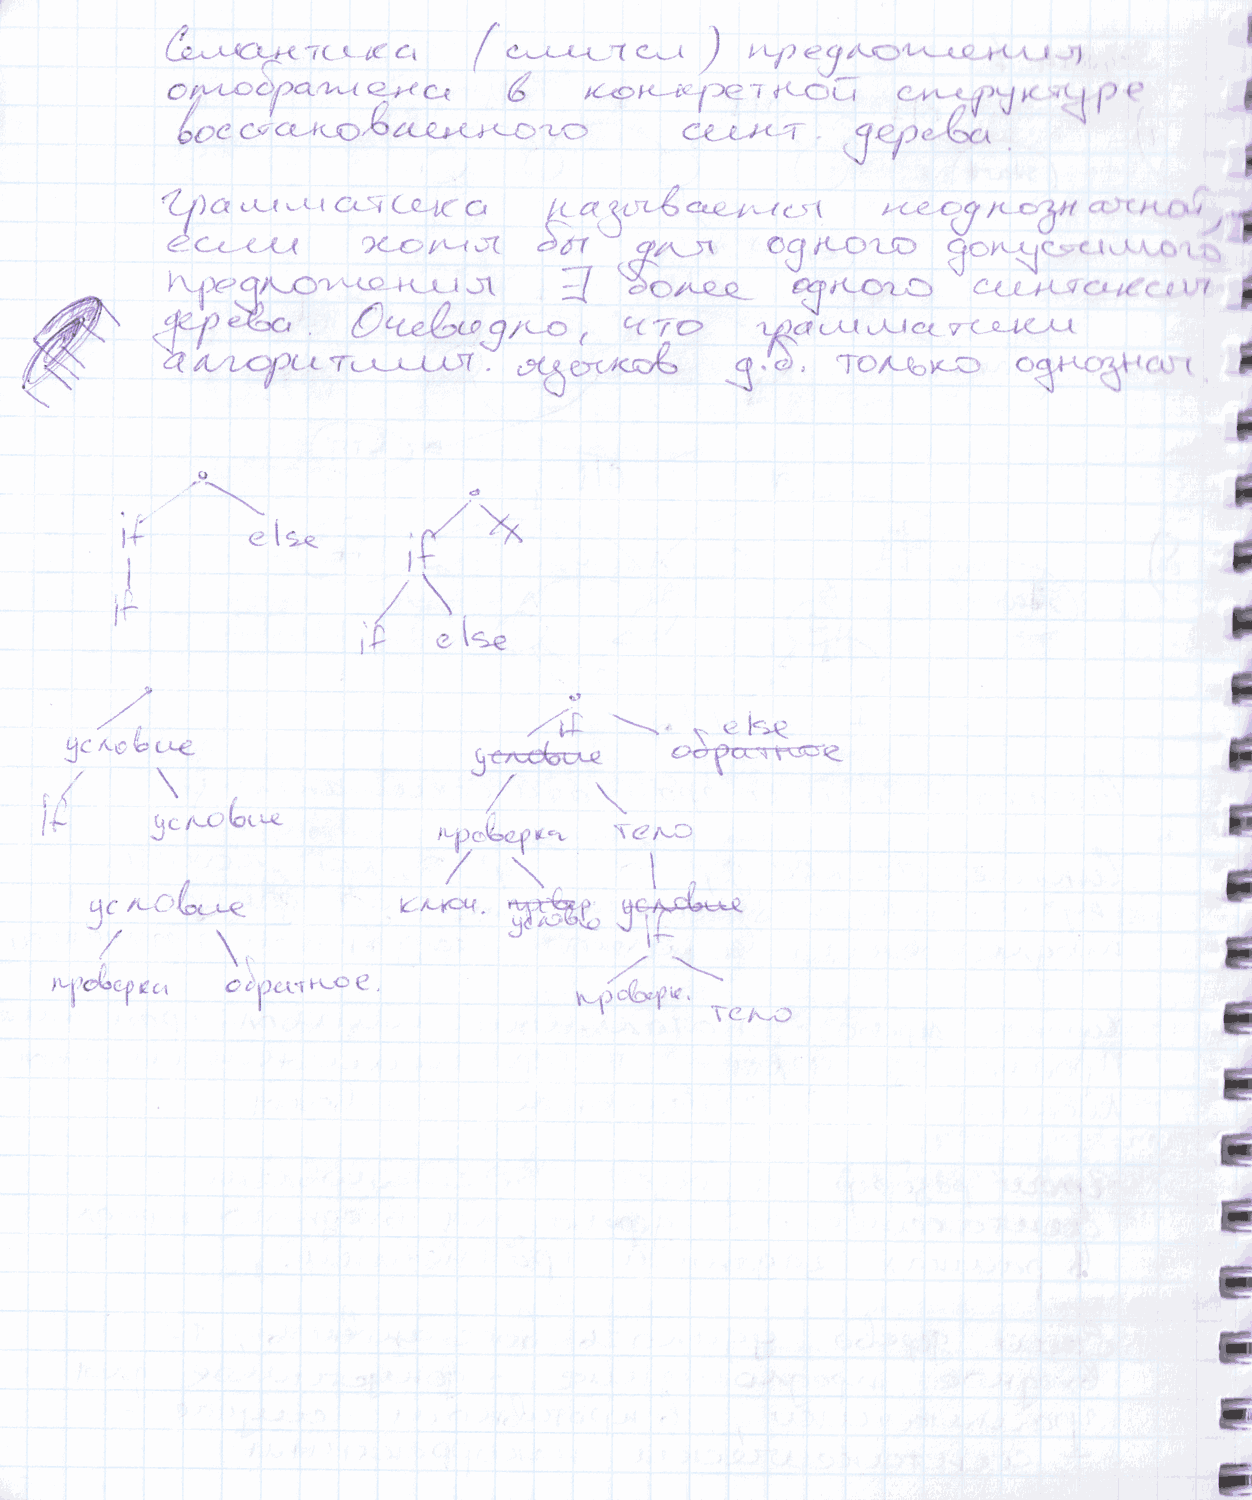 Семантика (смысл) предложения
отображена в конкретной структуре
восстановленного синт. дерева.
Грамматика называется неоднозначной,
если хотя бы для одного допустимого
предложения ∃ более одного синтаксич
дерева. Очевидно, что грамматики
алгоритмич. языков д.б. только однознач
if else
if
if
if else
условие
if условие
условие
проверка обратное.
if else
условие обратное
проверка тело
ключ. условие
условие
if
проверк. тело